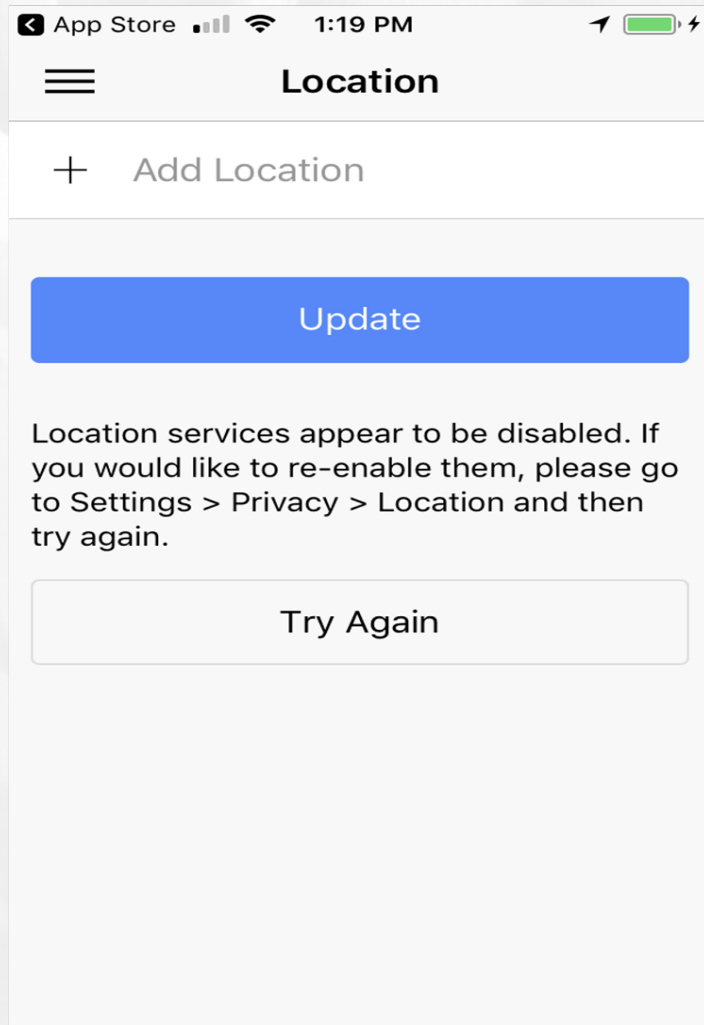 App Store 1:19 PM
Location
Add Location
Update
Location services appear to be disabled. If
you would like to re-enable them, please go
to Settings > Privacy > Location and then
try again.
Try Again